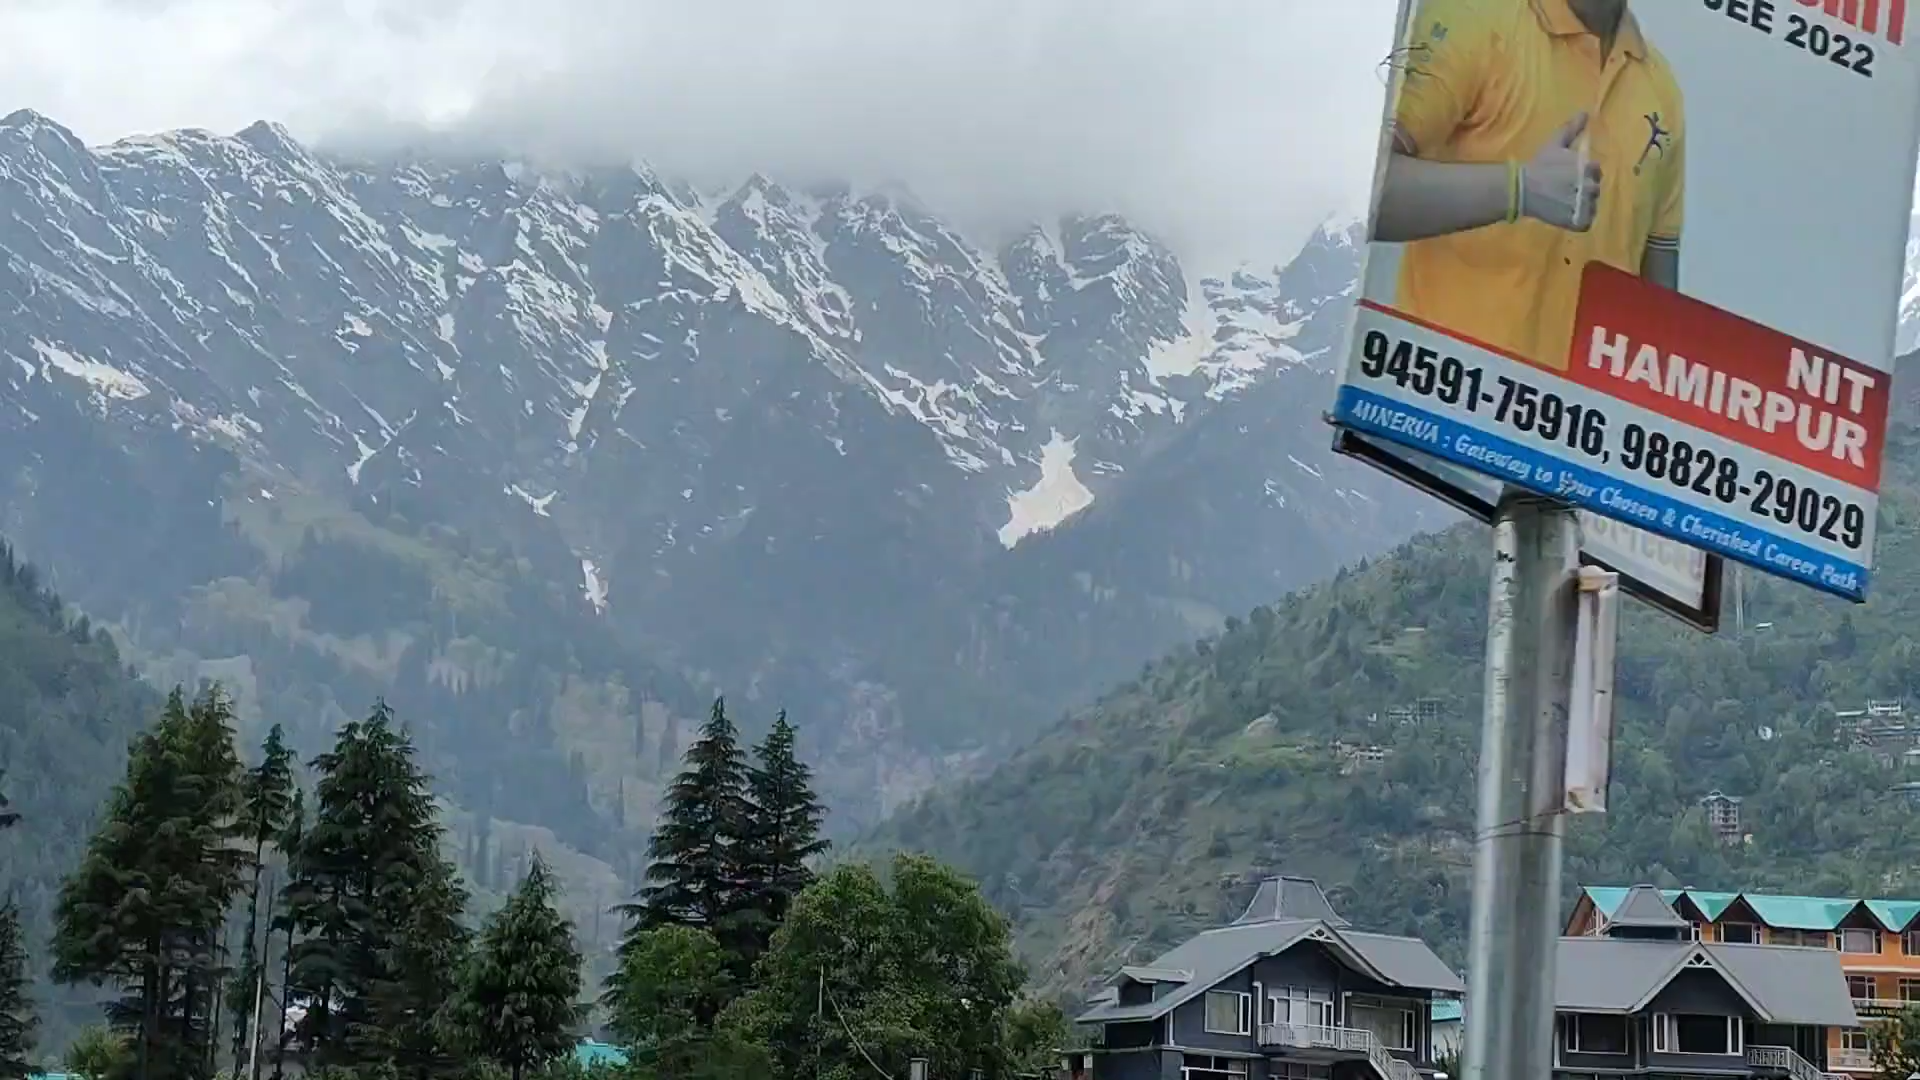 JEE 2022
NIT
HAMIRPUR
94591-75916, 98828-29029
MINERVA : Gateway to Your Chosen & Cherished Career Path